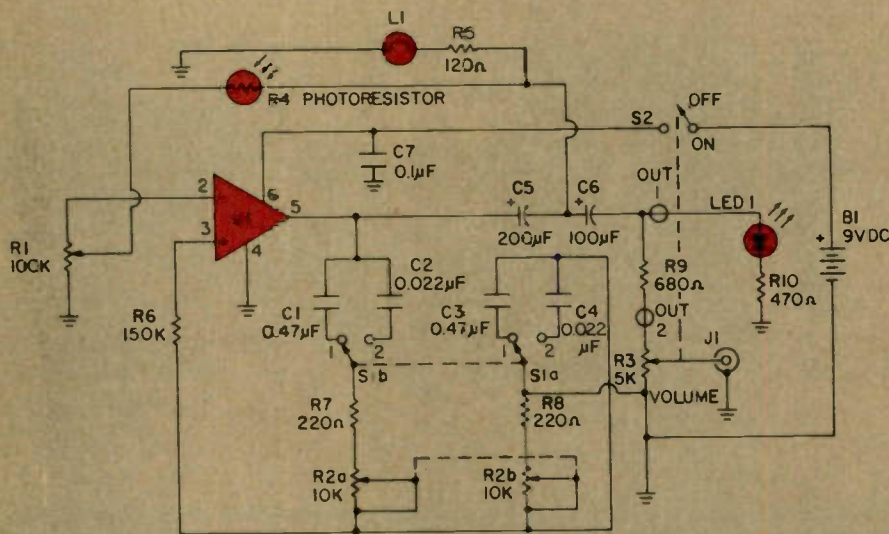 L1
R5
120Ω
R4 PHOTORESISTOR
OFF
S2
ON
C7
0.1µF
OUT
1
LED 1
B1
9VDC
+
2
6
5
3
+
4
R1
100K
C5
+
200µF
C6
+
100µF
R9
680Ω
R10
470Ω
C2
0.022µF
C1
0.47µF
C3
0.47µF
C4
0.022
µF
OUT
2
R6
150K
1
2
1
2
J1
R3
5K
S1b
S1a
VOLUME
R7
220Ω
R8
220Ω
R2a
10K
R2b
10K